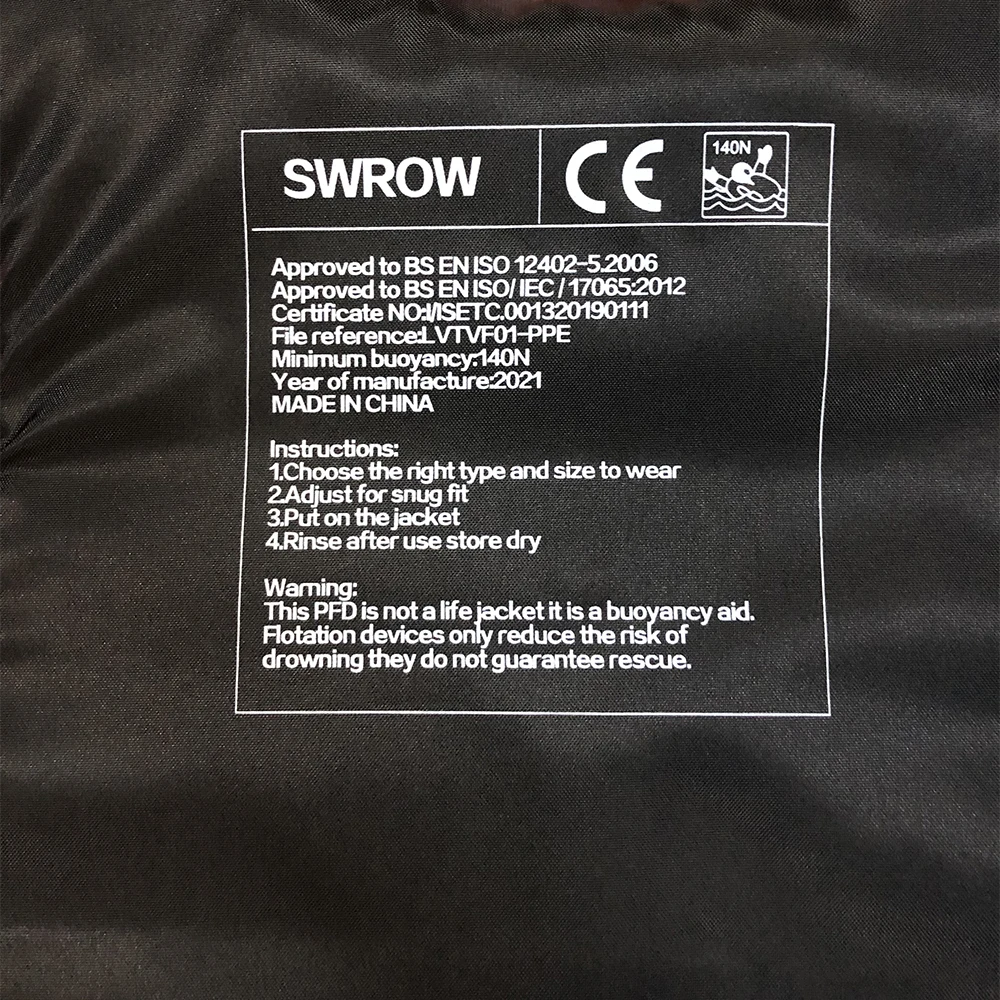 SWROW
CE
140N
Approved to BS EN ISO 12402-5.2006
Approved to BS EN ISO/ IEC / 17065:2012
Certificate NO:I/ISETC.001320190111
File reference:LVTVF01-PPE
Minimum buoyancy:140N
Year of manufacture:2021
MADE IN CHINA
Instructions:
1.Choose the right type and size to wear
2.Adjust for snug fit
3.Put on the jacket
4.Rinse after use store dry
Warning:
This PFD is not a life jacket it is a buoyancy aid.
Flotation devices only reduce the risk of
drowning they do not guarantee rescue.